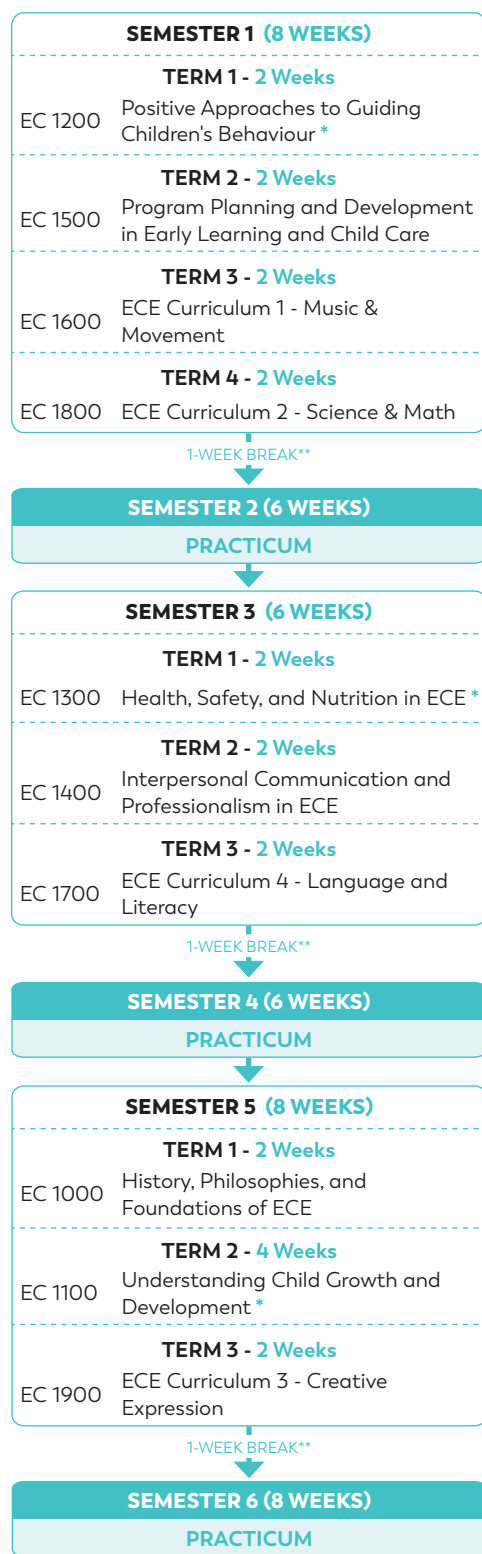 SEMESTER 1 (8 WEEKS)
TERM 1 - 2 Weeks
EC 1200 Positive Approaches to Guiding
Children's Behaviour *
TERM 2 - 2 Weeks
EC 1500 Program Planning and Development
in Early Learning and Child Care
TERM 3 - 2 Weeks
EC 1600 ECE Curriculum 1 - Music &
Movement
TERM 4 - 2 Weeks
EC 1800 ECE Curriculum 2 - Science & Math
1-WEEK BREAK**
SEMESTER 2 (6 WEEKS)
PRACTICUM
SEMESTER 3 (6 WEEKS)
TERM 1 - 2 Weeks
EC 1300 Health, Safety, and Nutrition in ECE *
TERM 2 - 2 Weeks
EC 1400 Interpersonal Communication and
Professionalism in ECE
TERM 3 - 2 Weeks
EC 1700 ECE Curriculum 4 - Language and
Literacy
1-WEEK BREAK**
SEMESTER 4 (6 WEEKS)
PRACTICUM
SEMESTER 5 (8 WEEKS)
TERM 1 - 2 Weeks
EC 1000 History, Philosophies, and
Foundations of ECE
TERM 2 - 4 Weeks
EC 1100 Understanding Child Growth and
Development *
TERM 3 - 2 Weeks
EC 1900 ECE Curriculum 3 - Creative
Expression
1-WEEK BREAK**
SEMESTER 6 (8 WEEKS)
PRACTICUM